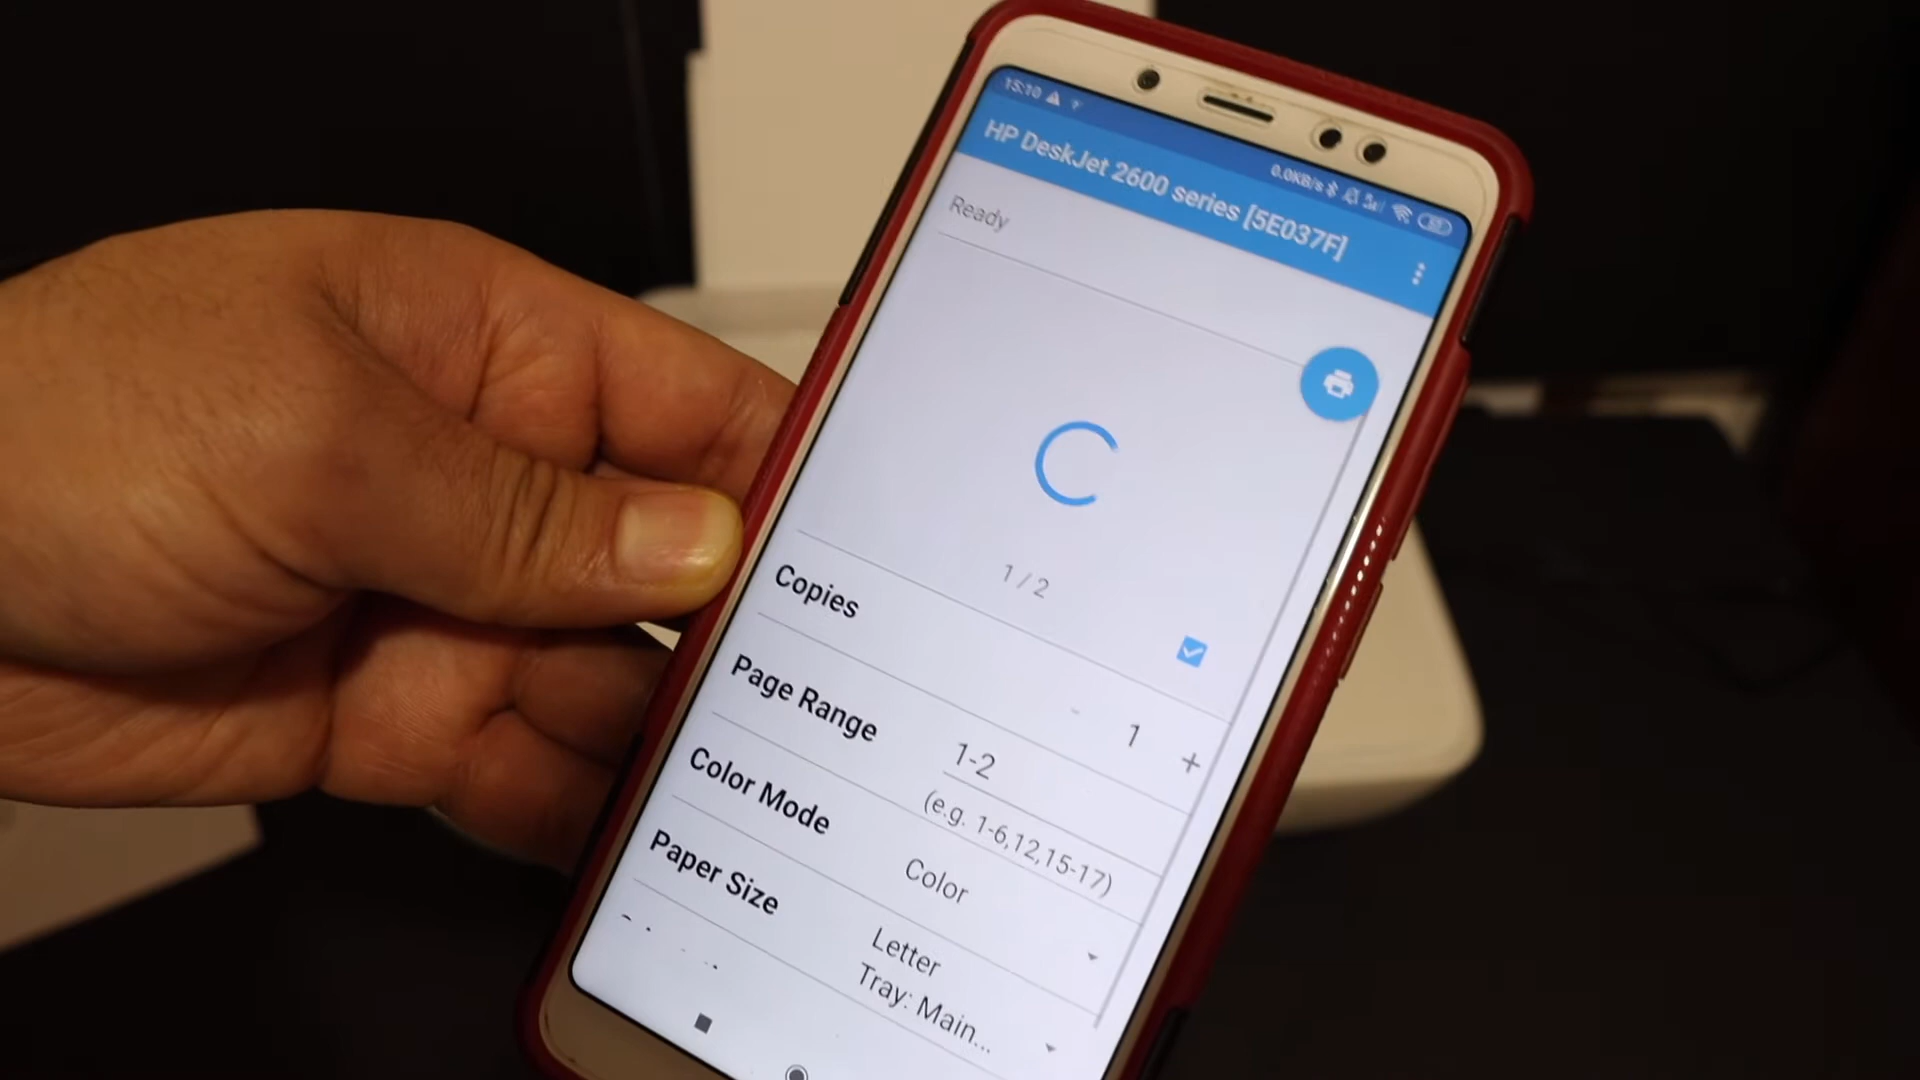 15:10
0.0KB/s
HP DeskJet 2600 series [5E037F]
Ready
1 / 2
Copies
- 1 +
Page Range
1-2
(e.g. 1-6,12,15-17)
Color Mode
Color
Paper Size
Letter
Tray: Main...